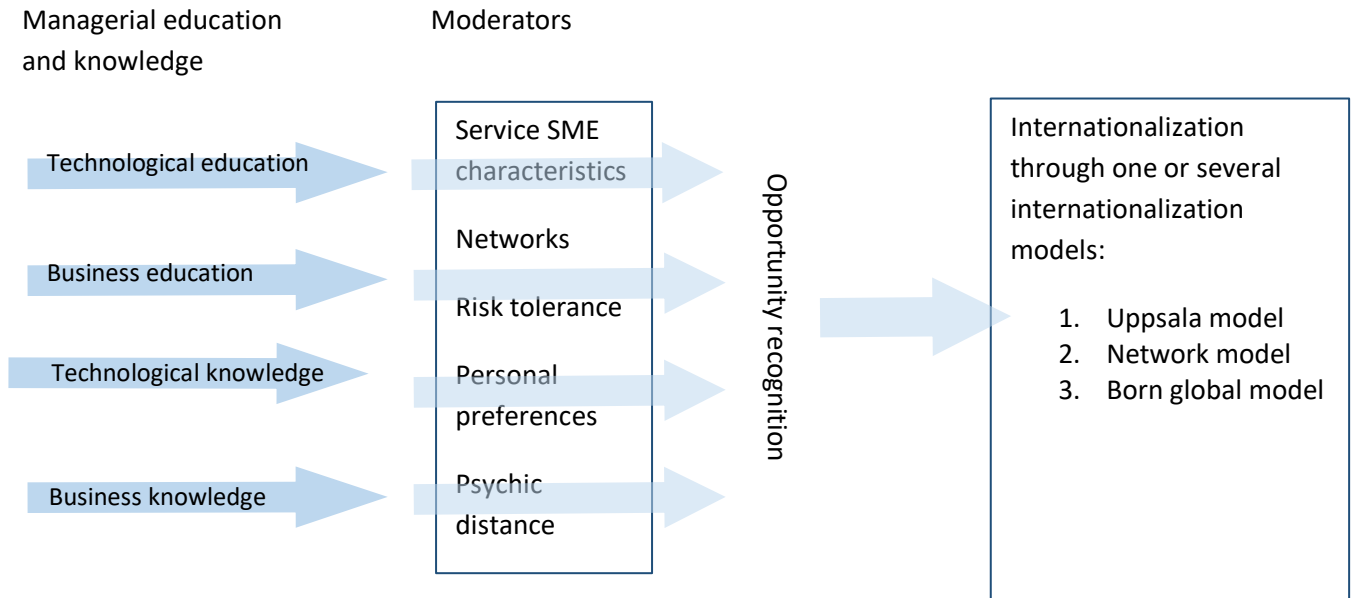 Managerial education
and knowledge
Moderators
Technological education
Business education
Technological knowledge
Business knowledge
Service SME
characteristics
Networks
Risk tolerance
Personal
preferences
Psychic
distance
Opportunity recognition
Internationalization
through one or several
internationalization
models:
1. Uppsala model
2. Network model
3. Born global model